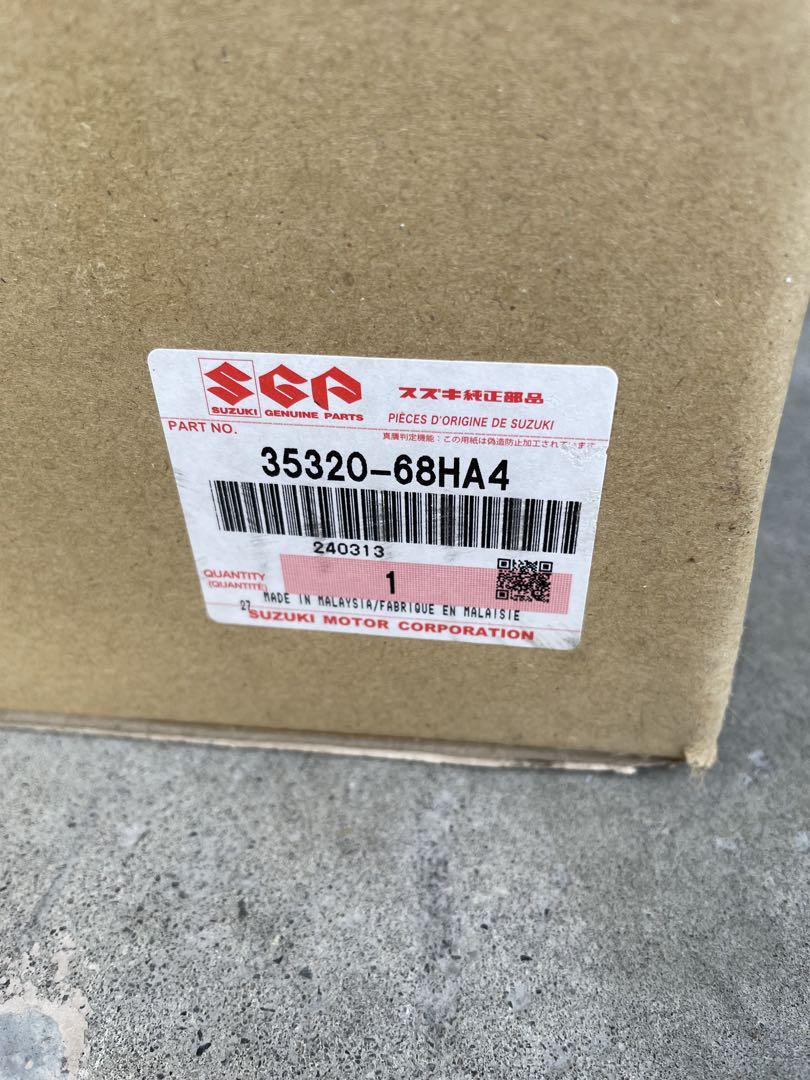 SGP
SUZUKI GENUINE PARTS
スズキ純正部品
PIÈCES D'ORIGINE DE SUZUKI
真贋判定機能：この用紙は偽造防止加工されています
PART NO.
35320-68HA4
240313
QUANTITY
(QUANTITÉ)
1
27 MADE IN MALAYSIA/FABRIQUE EN MALAISIE
SUZUKI MOTOR CORPORATION